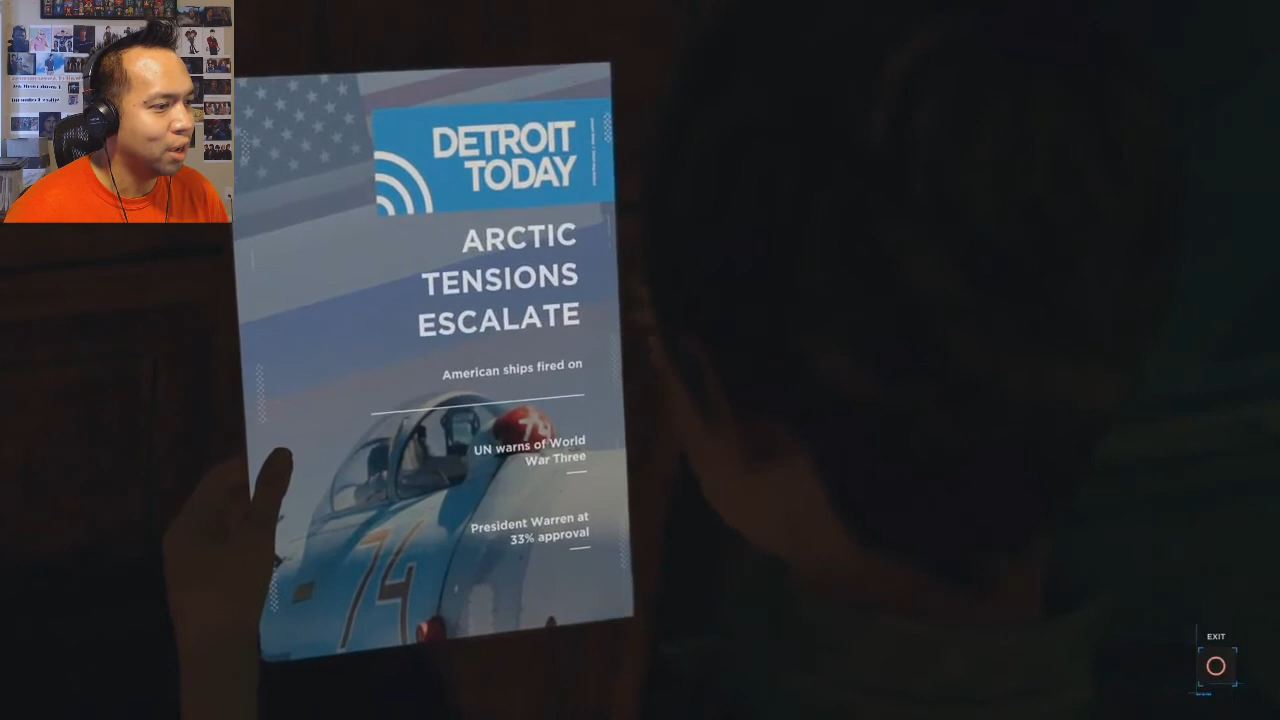 DETROIT
TODAY
ARCTIC
TENSIONS
ESCALATE
American ships fired on
74
UN warns of World
War Three
President Warren at
33% approval
74
EXIT